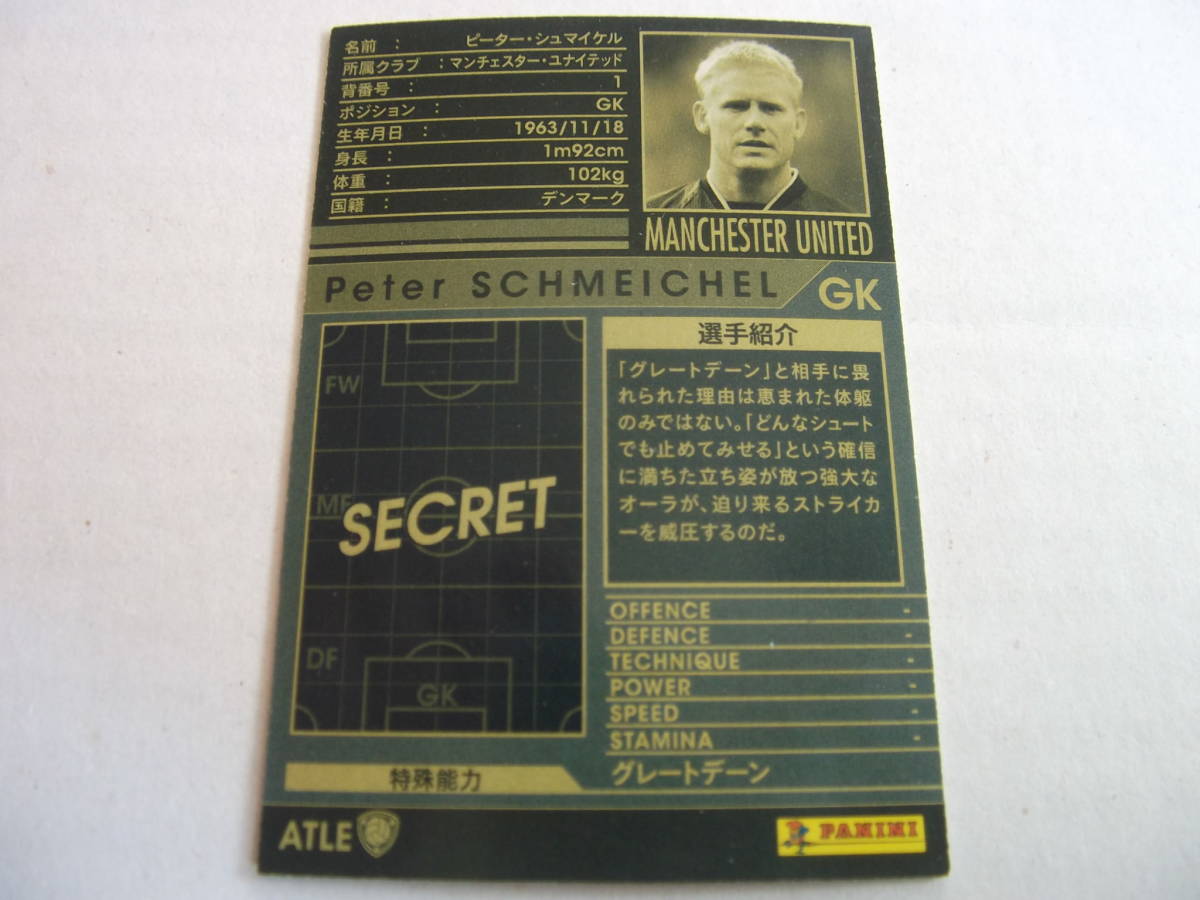 名前 : ピーター・シュマイケル
所属クラブ : マンチェスター・ユナイテッド
背番号 : 1
ポジション : GK
生年月日 : 1963/11/18
身長 : 1m92cm
体重 : 102kg
国籍 : デンマーク
MANCHESTER UNITED
Peter SCHMEICHEL
GK
FW
MF
SECRET
DF
GK
選手紹介
「グレートデーン」と相手に畏
れられた理由は恵まれた体躯
のみではない。「どんなシュート
でも止めてみせる」という確信
に満ちた立ち姿が放つ強大な
オーラが、迫り来るストライカ
ーを威圧するのだ。
OFFENCE -
DEFENCE -
TECHNIQUE -
POWER -
SPEED -
STAMINA -
特殊能力 グレートデーン
ATLE
PANINI